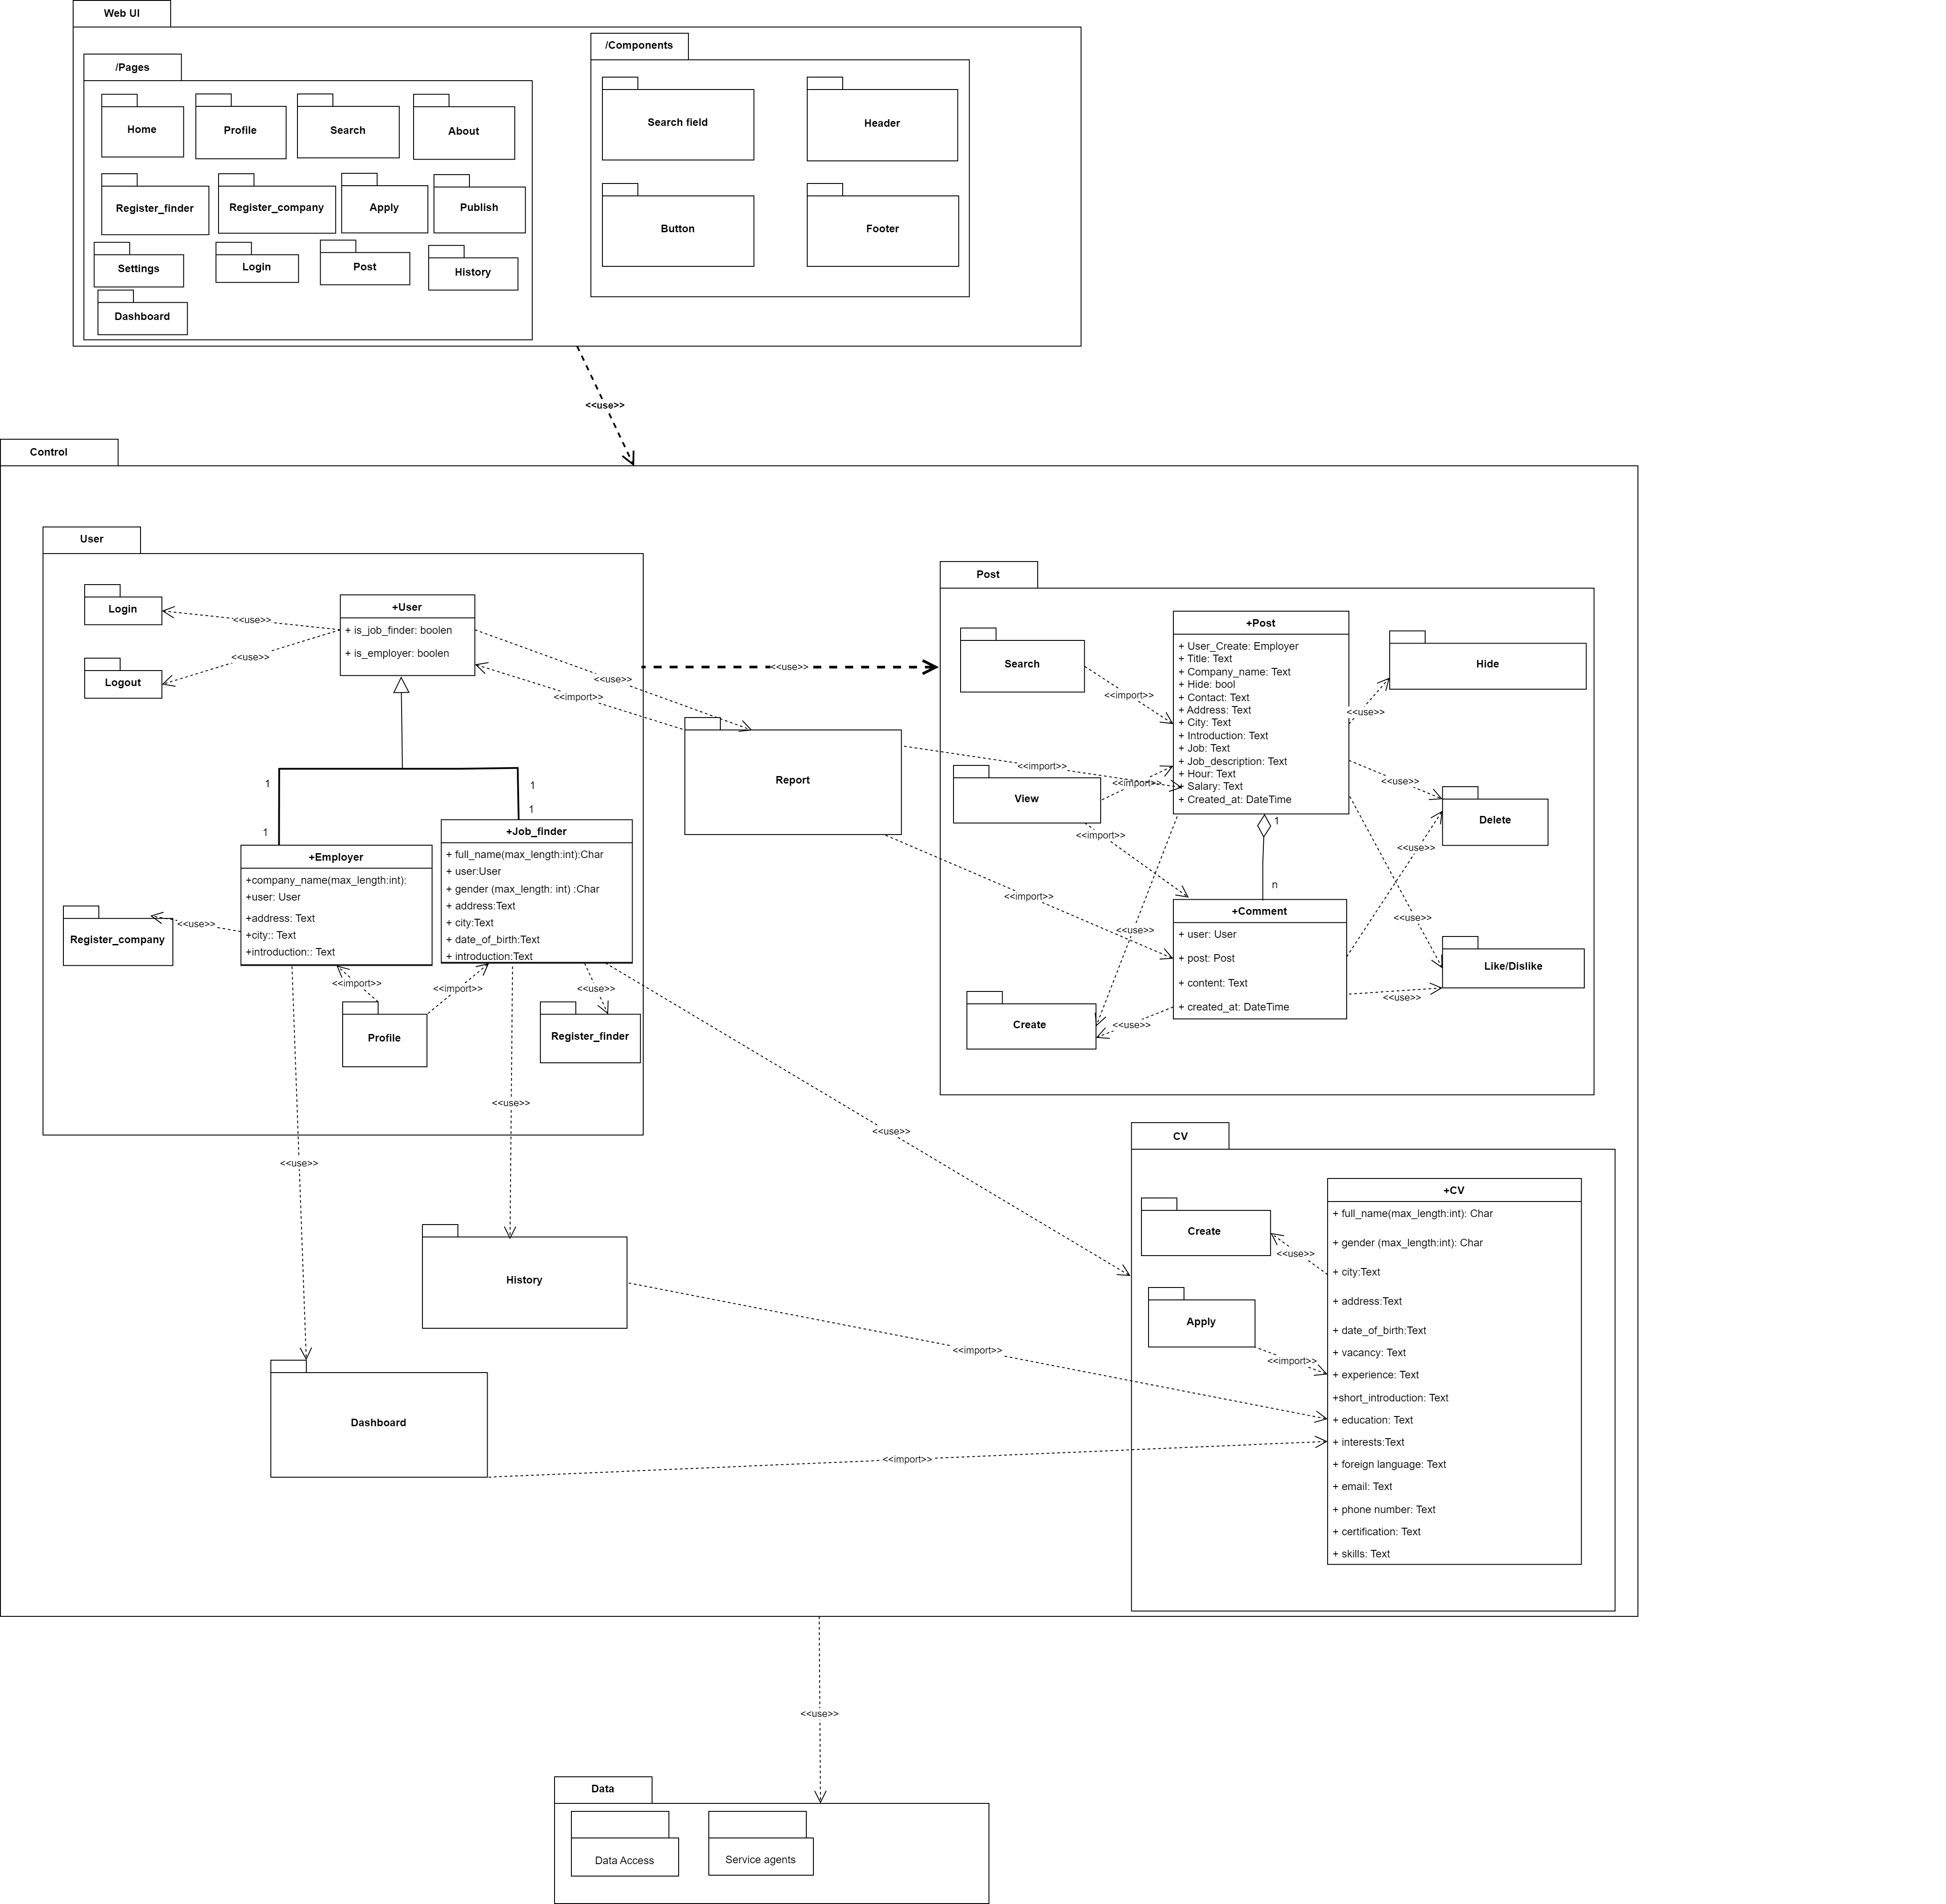 Web UI
/Pages
Home
Profile
Search
About
Register_finder
Register_company
Apply
Publish
Settings
Login
Post
History
Dashboard
/Components
Search field
Header
Button
Footer
<<use>>
Control
User
Login
Logout
<<use>>
<<use>>
+User
+ is_job_finder: boolen
+ is_employer: boolen
<<use>>
<<import>>
<<use>>
1
1
1
1
+Employer
+company_name(max_length:int):
+user: User
+address: Text
+city:: Text
+introduction:: Text
+Job_finder
+ full_name(max_length:int):Char
+ user:User
+ gender (max_length: int) :Char
+ address:Text
+ city:Text
+ date_of_birth:Text
+ introduction:Text
<<use>>
Register_company
<<import>>
<<import>>
<<use>>
Profile
Register_finder
<<use>>
<<use>>
<<use>>
Report
<<import>>
<<import>>
Post
Search
<<import>>
View
<<import>>
<<import>>
+Post
+ User_Create: Employer
+ Title: Text
+ Company_name: Text
+ Hide: bool
+ Contact: Text
+ Address: Text
+ City: Text
+ Introduction: Text
+ Job: Text
+ Job_description: Text
+ Hour: Text
+ Salary: Text
+ Created_at: DateTime
<<use>>
Hide
<<use>>
Delete
<<use>>
1
n
+Comment
+ user: User
+ post: Post
+ content: Text
+ created_at: DateTime
<<use>>
<<use>>
Like/Dislike
<<use>>
<<use>>
Create
CV
Create
<<use>>
Apply
<<import>>
+CV
+ full_name(max_length:int): Char
+ gender (max_length:int): Char
+ city:Text
+ address:Text
+ date_of_birth:Text
+ vacancy: Text
+ experience: Text
+short_introduction: Text
+ education: Text
+ interests:Text
+ foreign language: Text
+ email: Text
+ phone number: Text
+ certification: Text
+ skills: Text
History
<<import>>
Dashboard
<<import>>
<<use>>
Data
Data Access
Service agents